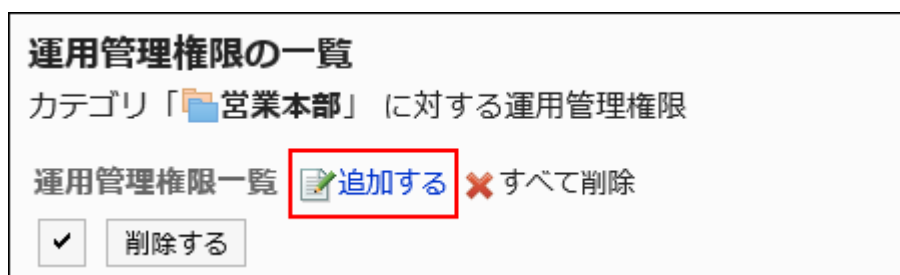 運用管理権限の一覧
カテゴリ「営業本部」 に対する運用管理権限
運用管理権限一覧 追加する すべて削除
削除する